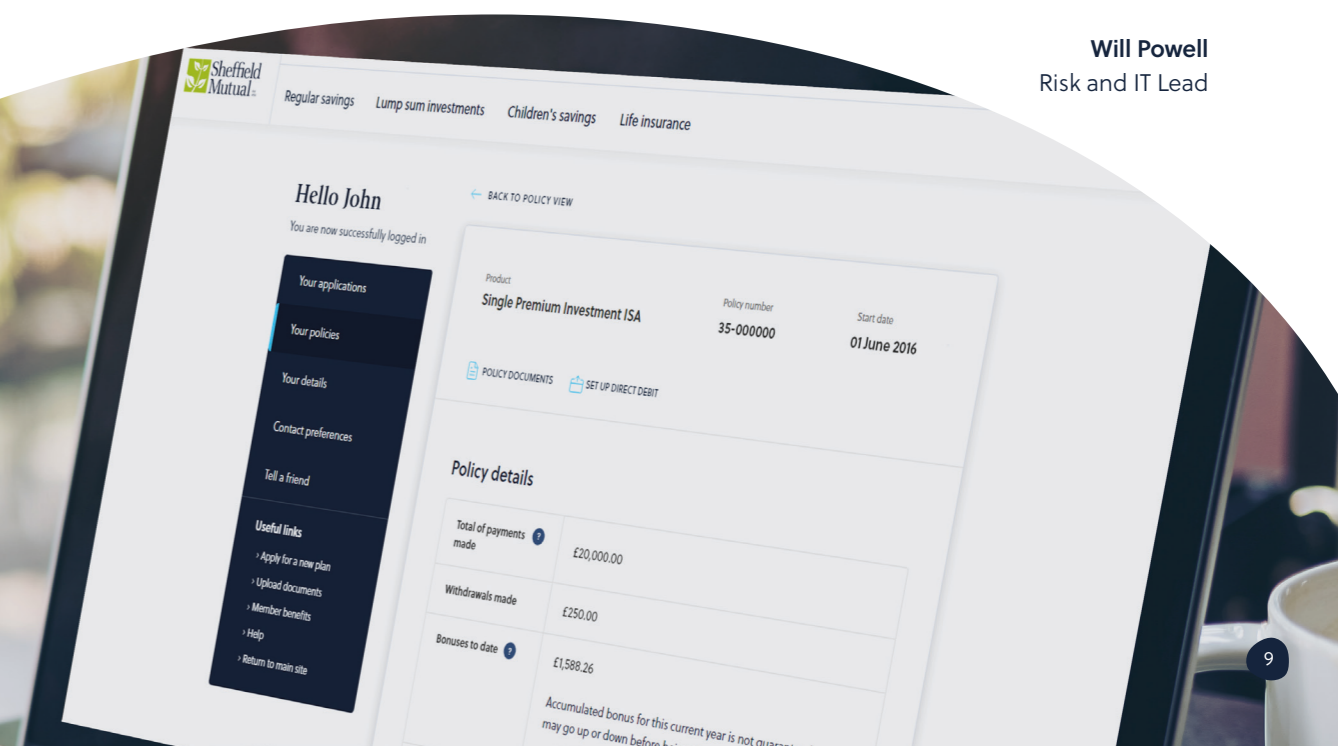 Will Powell
Risk and IT Lead
Sheffield
Mutual
Regular savings Lump sum investments Children's savings Life insurance
Hello John
You are now successfully logged in
Your applications
Your policies
Your details
Contact preferences
Tell a friend
Useful links
› Apply for a new plan
› Upload documents
› Member benefits
› Help
› Return to main site
← BACK TO POLICY VIEW
Product
Single Premium Investment ISA
Policy number
35-000000
Start date
01 June 2016
POLICY DOCUMENTS SET UP DIRECT DEBIT
Policy details
Total of payments ?
made
£20,000.00
Withdrawals made
£250.00
Bonuses to date ?
£1,588.26
Accumulated bonus for this current year is not
may go up or down before
9